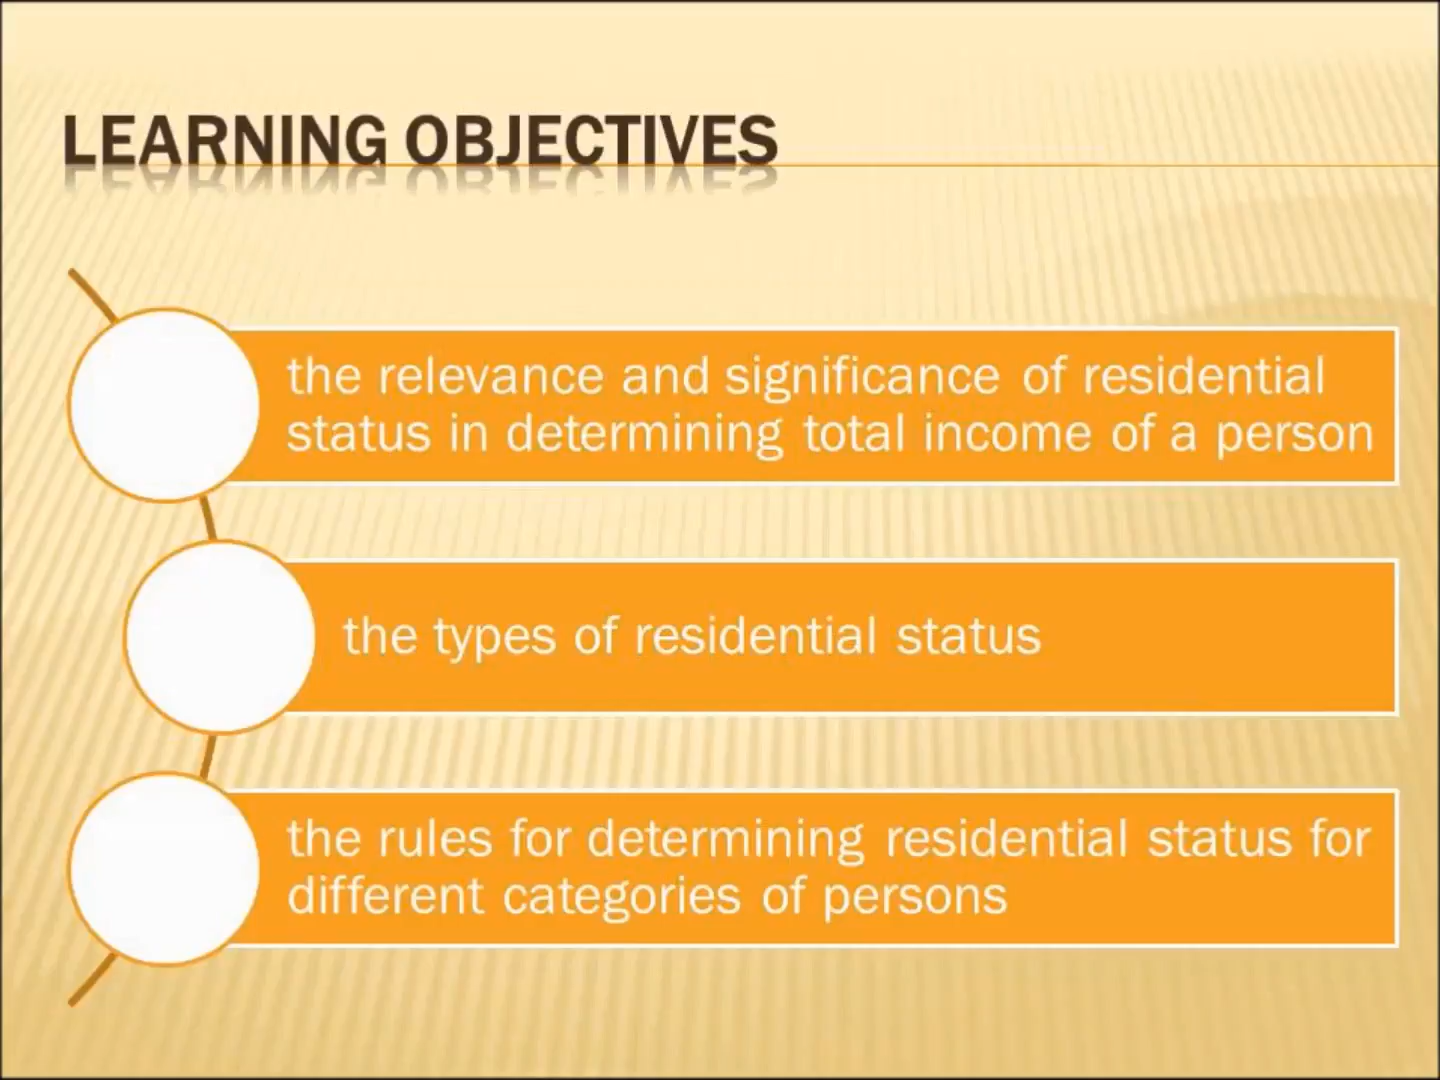 LEARNING OBJECTIVES
the relevance and significance of residential
status in determining total income of a person
the types of residential status
the rules for determining residential status for
different categories of persons